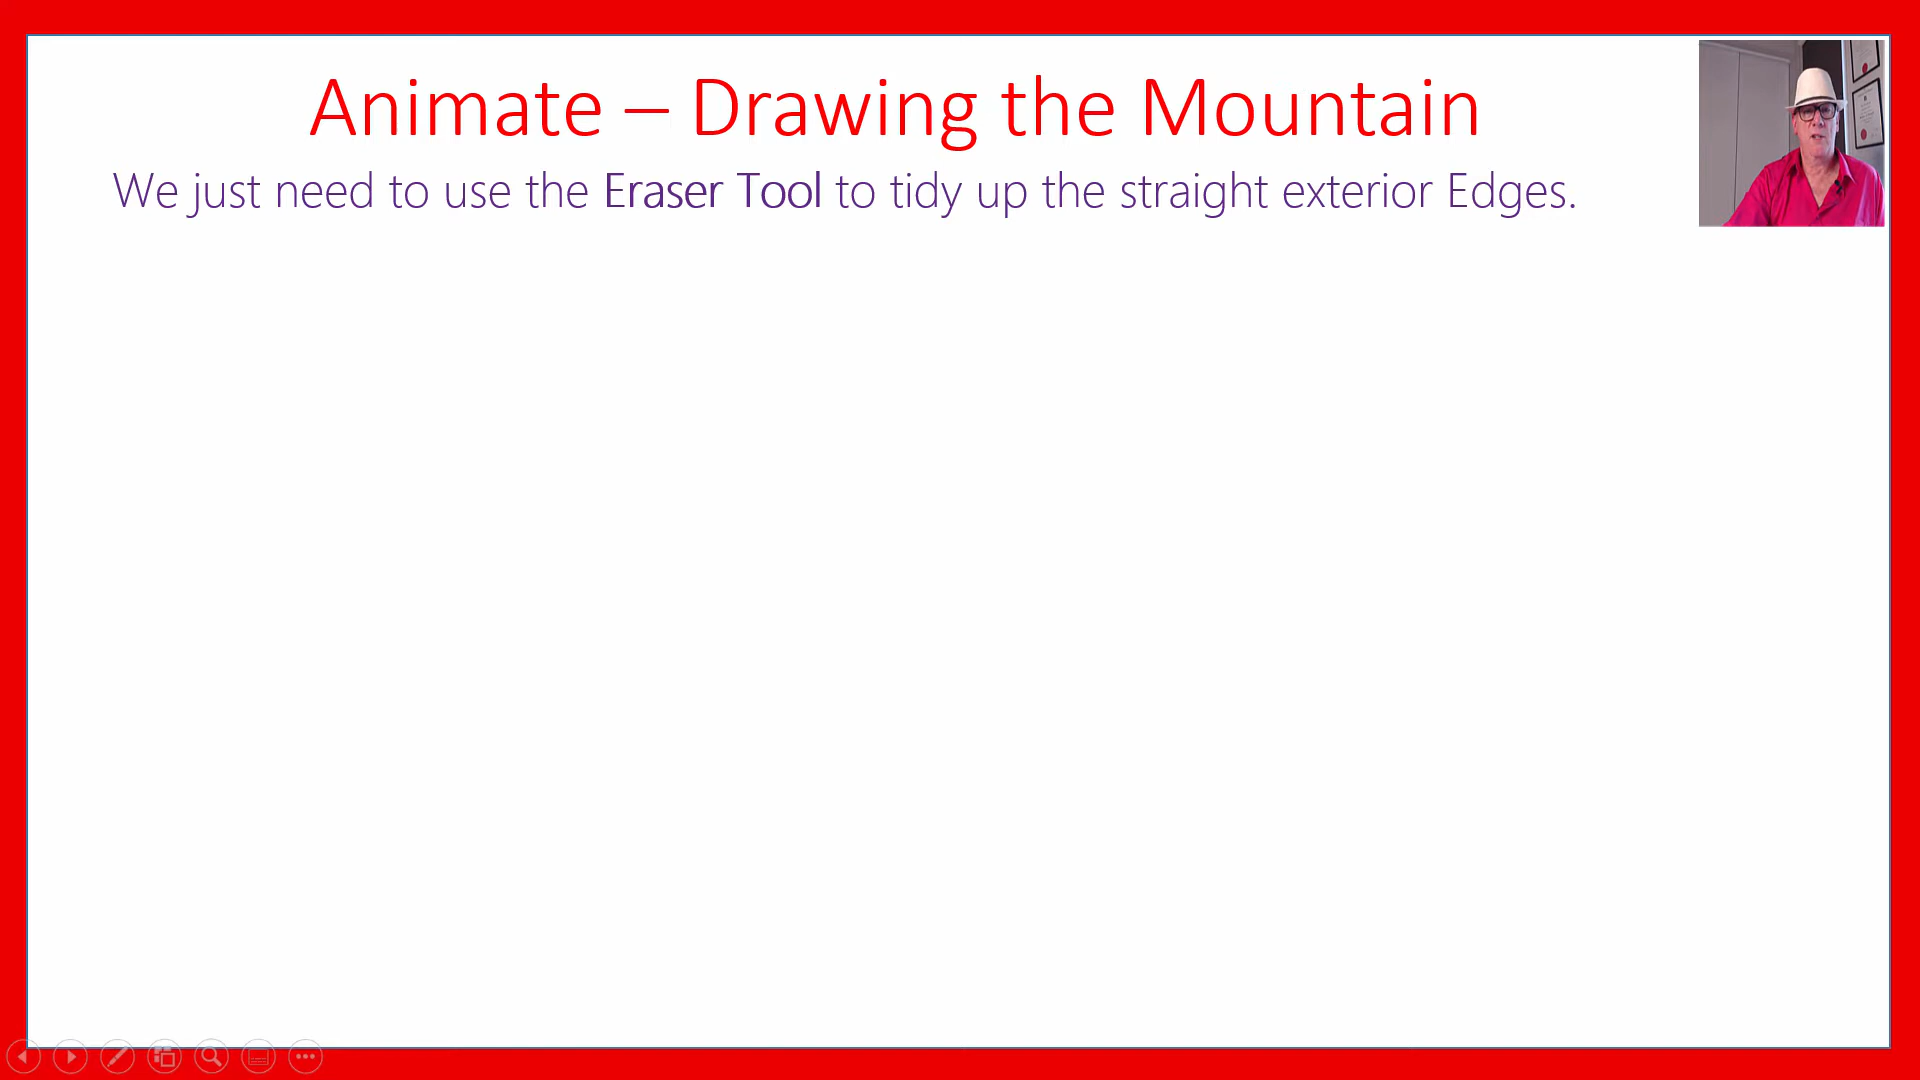 Animate – Drawing the Mountain
We just need to use the Eraser Tool to tidy up the straight exterior Edges.